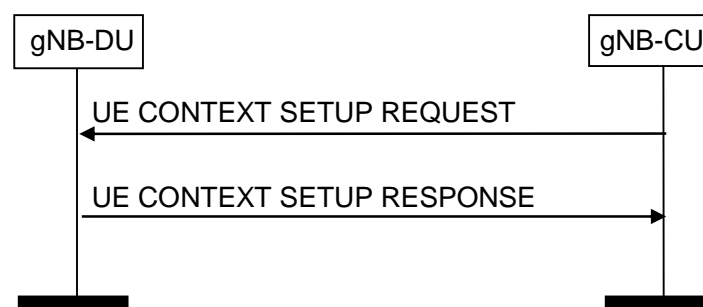 gNB-DU
gNB-CU
UE CONTEXT SETUP REQUEST
UE CONTEXT SETUP RESPONSE